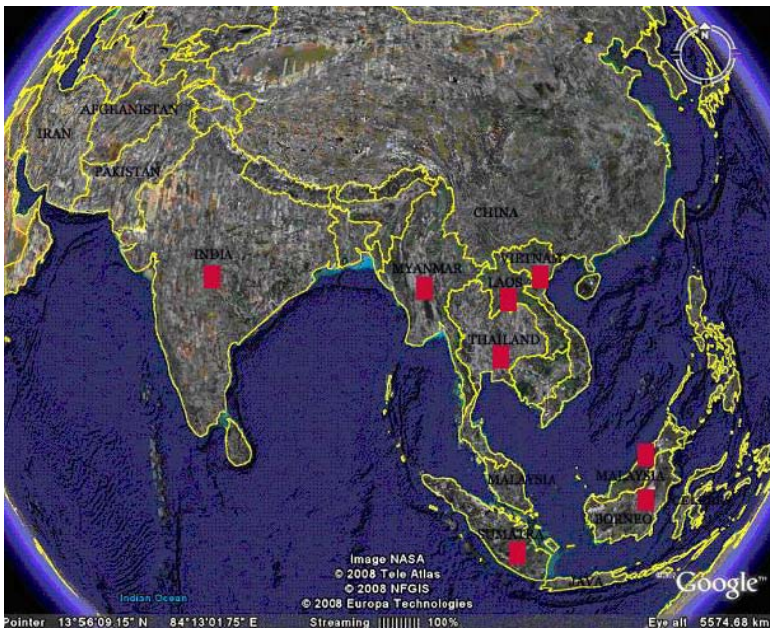 N
AFGHANISTAN
IRAN
PAKISTAN
CHINA
INDIA
MYANMAR
VIETNAM
LAOS
THAILAND
MALAYSIA
MALAYSIA
BORNEO
SUMATRA
JAVA
Image NASA
© 2008 Tele Atlas
© 2008 NFGIS
© 2008 Europa Technologies
Google™
Indian Ocean
Pointer 13°56'09.15" N 84°13'01.75" E Streaming |||||||||| 100% Eye alt 5574.68 km